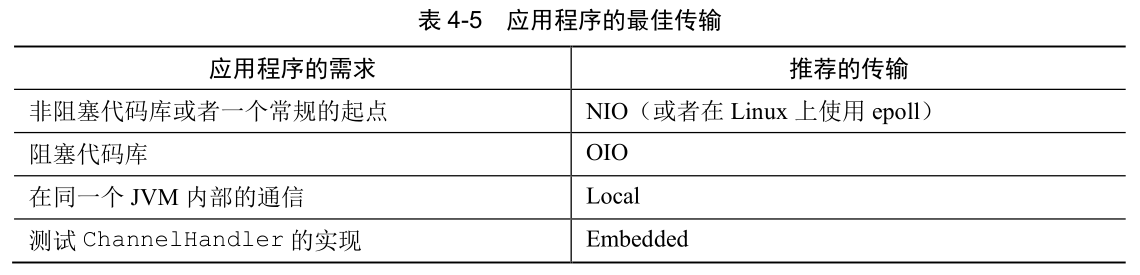 表 4-5 应用程序的最佳传输
应用程序的需求 推荐的传输
非阻塞代码库或者一个常规的起点 NIO（或者在 Linux 上使用 epoll）
阻塞代码库 OIO
在同一个 JVM 内部的通信 Local
测试 ChannelHandler 的实现 Embedded